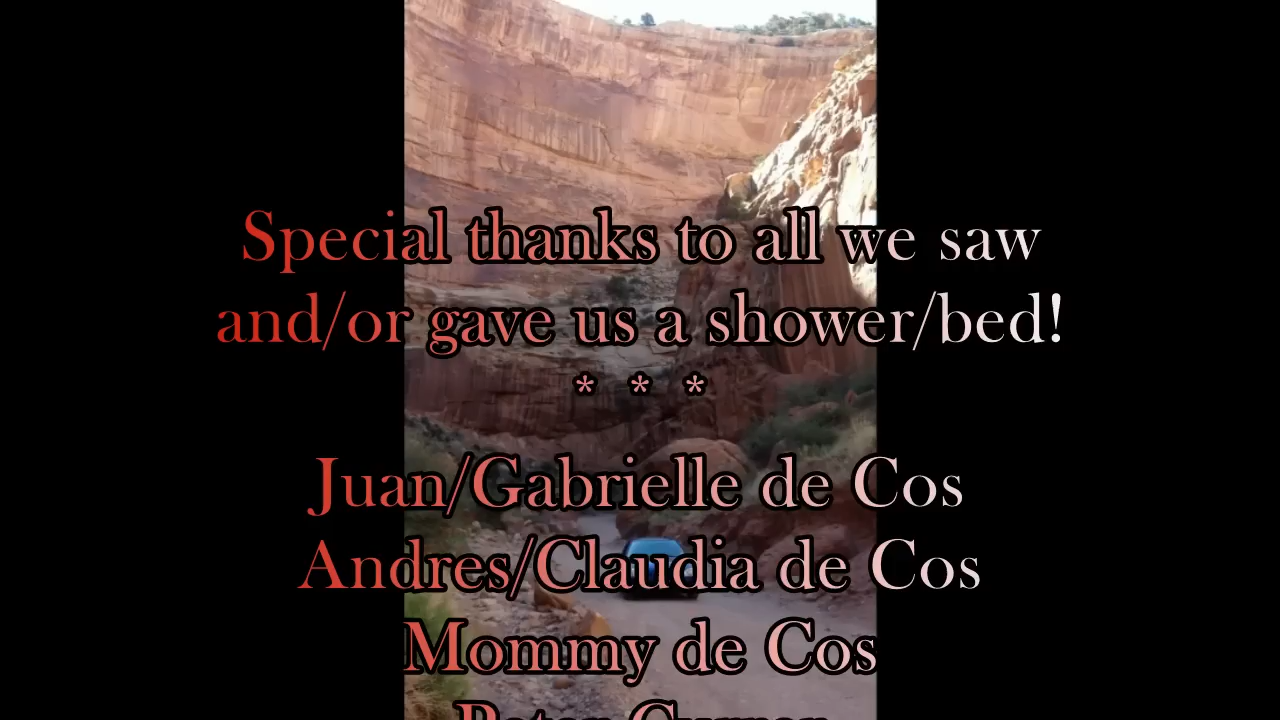 Special thanks to all we saw
and/or gave us a shower/bed!
* * *
Juan/Gabrielle de Cos
Andres/Claudia de Cos
Mommy de Cos